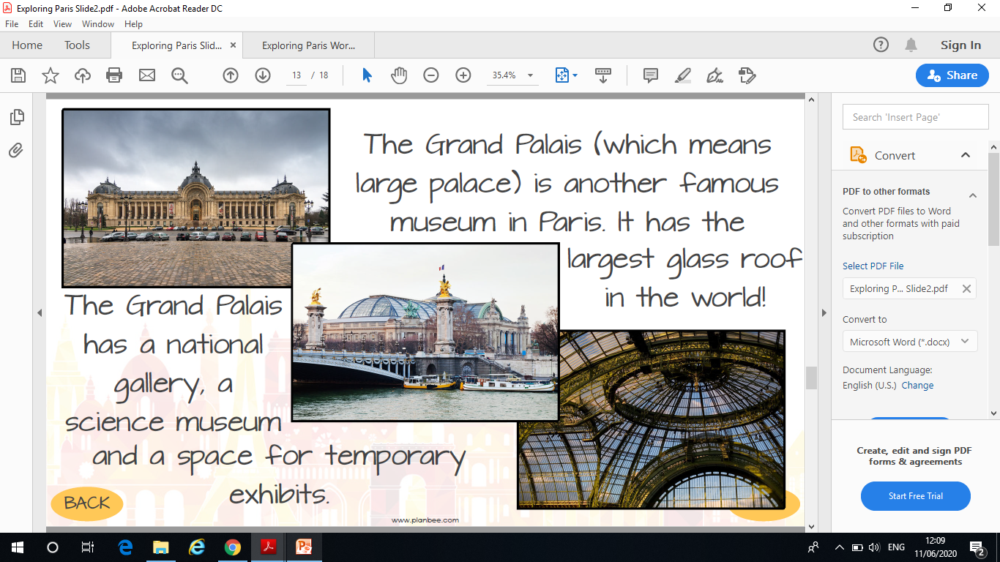 Exploring Paris Slide2.pdf - Adobe Acrobat Reader DC
File Edit View Window Help
Home Tools Exploring Paris Slid... × Exploring Paris Wor... Sign In
13 / 18 35.4% Share
The Grand Palais (which means
large palace) is another famous
museum in Paris. It has the
largest glass roof
in the world!
The Grand Palais
has a national
gallery, a
science museum
and a space for temporary
exhibits.
BACK
www.planbee.com
Search 'Insert Page'
Convert
PDF to other formats
Convert PDF files to Word
and other formats with paid
subscription
Select PDF File
Exploring P... Slide2.pdf
Convert to
Microsoft Word (*.docx)
Document Language:
English (U.S.) Change
Create, edit and sign PDF
forms & agreements
Start Free Trial
ENG
12:09
11/06/2020
2